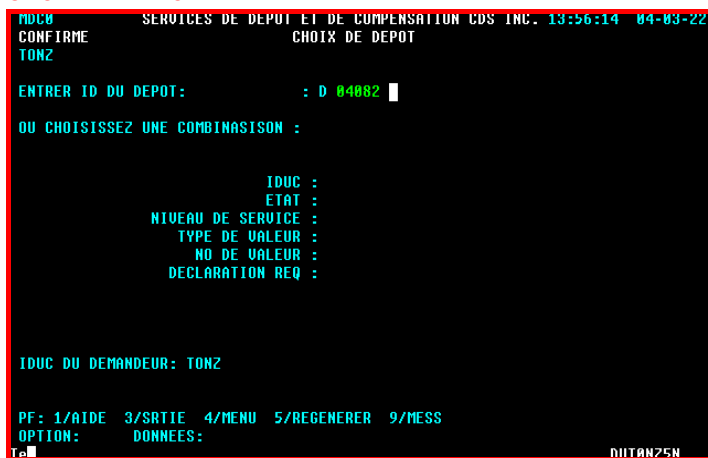 MDC0 SERVICES DE DEPOT ET DE COMPENSATION CDS INC. 13:56:14 04-03-22
CONFIRME CHOIX DE DEPOT
TONZ
ENTRER ID DU DEPOT: : D 04082
OU CHOISISSEZ UNE COMBINASISON :
IDUC :
ETAT :
NIVEAU DE SERVICE :
TYPE DE VALEUR :
NO DE VALEUR :
DECLARATION REQ :
IDUC DU DEMANDEUR: TONZ
PF: 1/AIDE 3/SRTIE 4/MENU 5/REGENERER 9/MESS
OPTION: DONNEES:
Te DUT0NZ5N